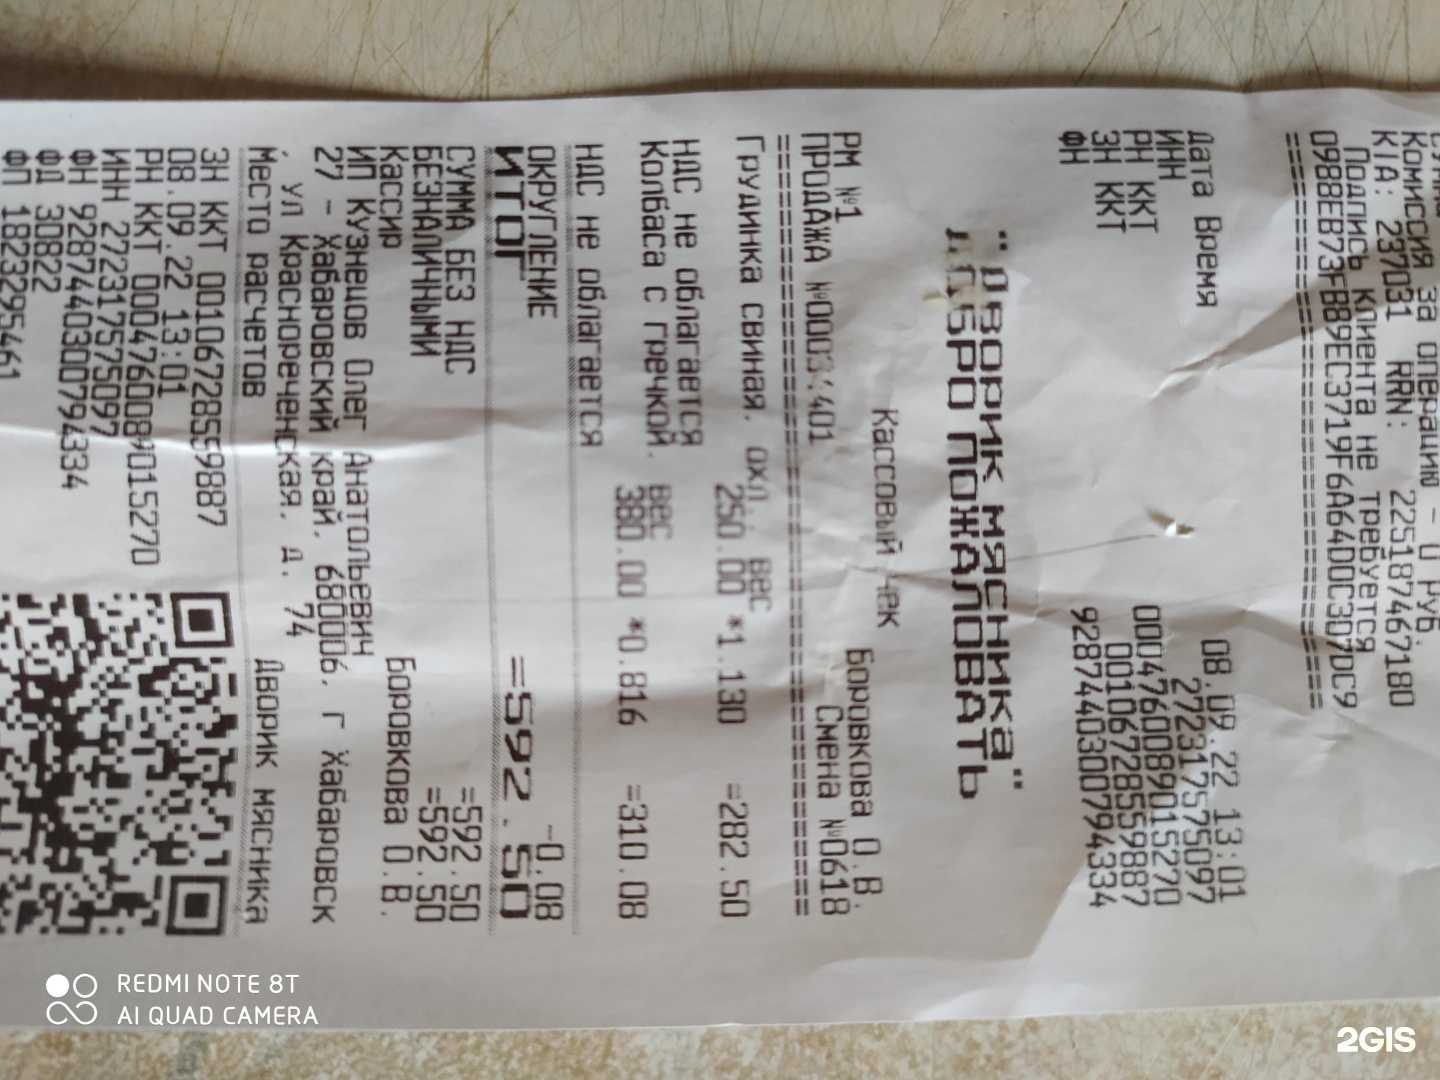 Комиссия за операцию - 0 руб.
KIA: 237031 RRN: 225187467180
Подпись клиента не требуется
0988EB73FBB9EC3719F6A64D0C3D7DC9
================================
Дата Время 08.09.22 13:01
ИНН 272317575097
РН ККТ 0004760089015270
ЗН ККТ 00106728559887
ФН 9287440300794334
"ДВОРИК МЯСНИКА"
ДОБРО ПОЖАЛОВАТЬ
Кассовый чек
РМ №1 Боровкова О.В.
ПРОДАЖА №00034401 Смена №0618
================================
Грудинка свиная. охл.. вес
250.00 *1.130 =282.50
НДС не облагается
Колбаса с гречкой. вес
380.00 *0.816 =310.08
НДС не облагается
ОКРУГЛЕНИЕ -0.08
ИТОГ =592.50
СУММА БЕЗ НДС =592.50
БЕЗНАЛИЧНЫМИ =592.50
Кассир Боровкова О.В.
ИП Кузнецов Олег Анатольевич
27 - Хабаровский край, 680006, г Хабаровск
, ул Краснореченская, д. 74
Место расчетов ДВОРИК МЯСНИКА
ЗН ККТ 00106728559887
08.09.22 13:01
РН ККТ 0004760089015270
ИНН 272317575097
ФН 9287440300794334
ФД 30822
ФП 1823295461
REDMI NOTE 8T
AI QUAD CAMERA
2GIS